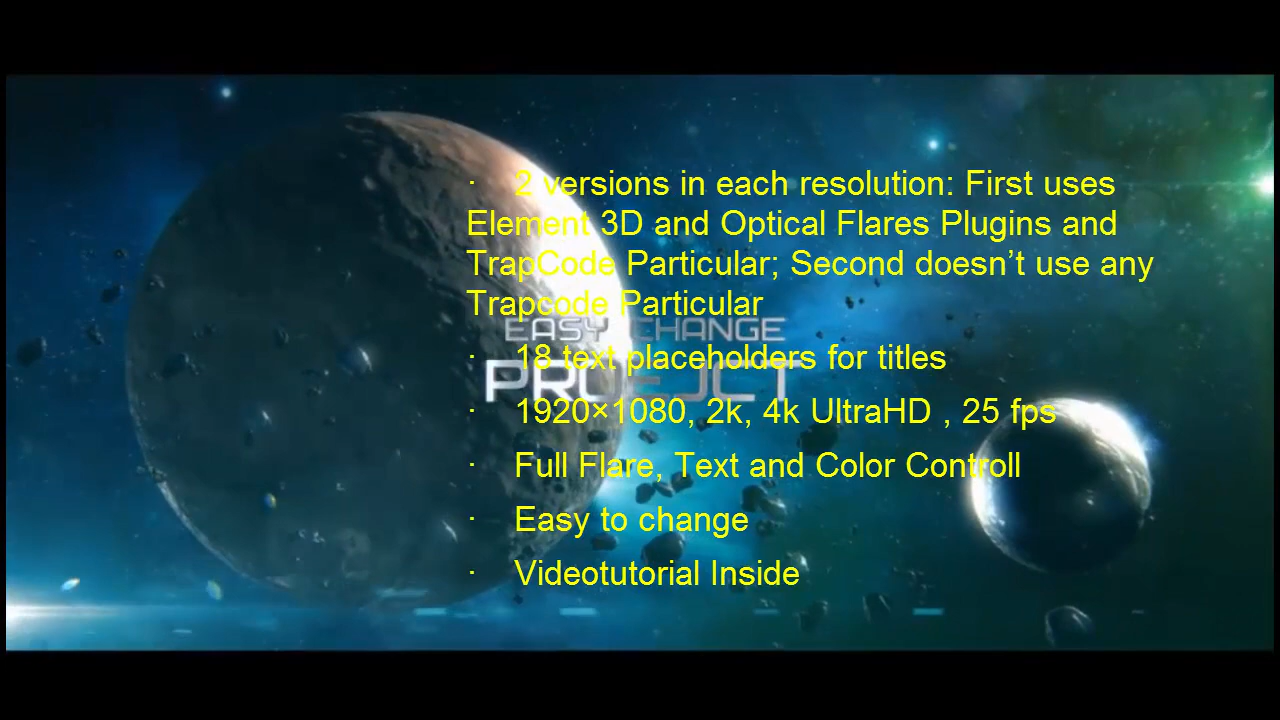 · 2 versions in each resolution: First uses
Element 3D and Optical Flares Plugins and
TrapCode Particular; Second doesn’t use any
Trapcode Particular
EASY CHANGE
· 18 text placeholders for titles
PROEJCT
· 1920×1080, 2k, 4k UltraHD , 25 fps
· Full Flare, Text and Color Controll
· Easy to change
· Videotutorial Inside